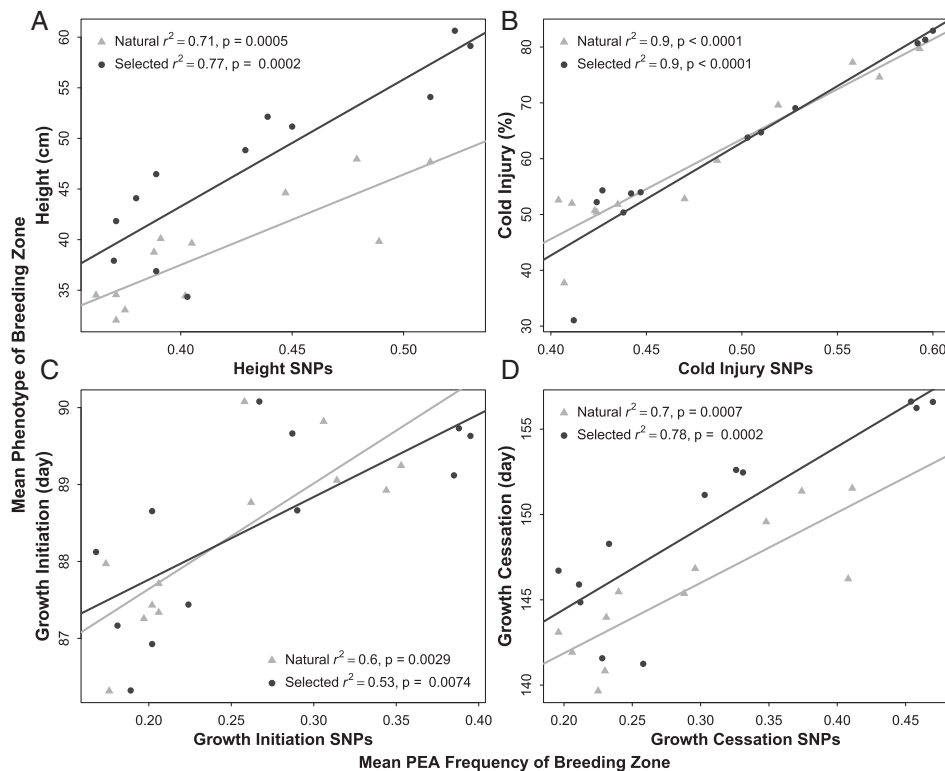 A
Natural r² = 0.71, p = 0.0005
Selected r² = 0.77, p = 0.0002
Height (cm)
60
55
50
45
40
35
0.40
0.45
0.50
Height SNPs
B
Natural r² = 0.9, p < 0.0001
Selected r² = 0.9, p < 0.0001
Cold Injury (%)
80
70
60
50
40
30
0.40
0.45
0.50
0.55
0.60
Cold Injury SNPs
Mean Phenotype of Breeding Zone
C
Natural r² = 0.6, p = 0.0029
Selected r² = 0.53, p = 0.0074
Growth Initiation (day)
90
89
88
87
0.20
0.25
0.30
0.35
0.40
Growth Initiation SNPs
D
Natural r² = 0.7, p = 0.0007
Selected r² = 0.78, p = 0.0002
Growth Cessation (day)
155
150
145
140
0.20
0.25
0.30
0.35
0.40
0.45
Growth Cessation SNPs
Mean PEA Frequency of Breeding Zone